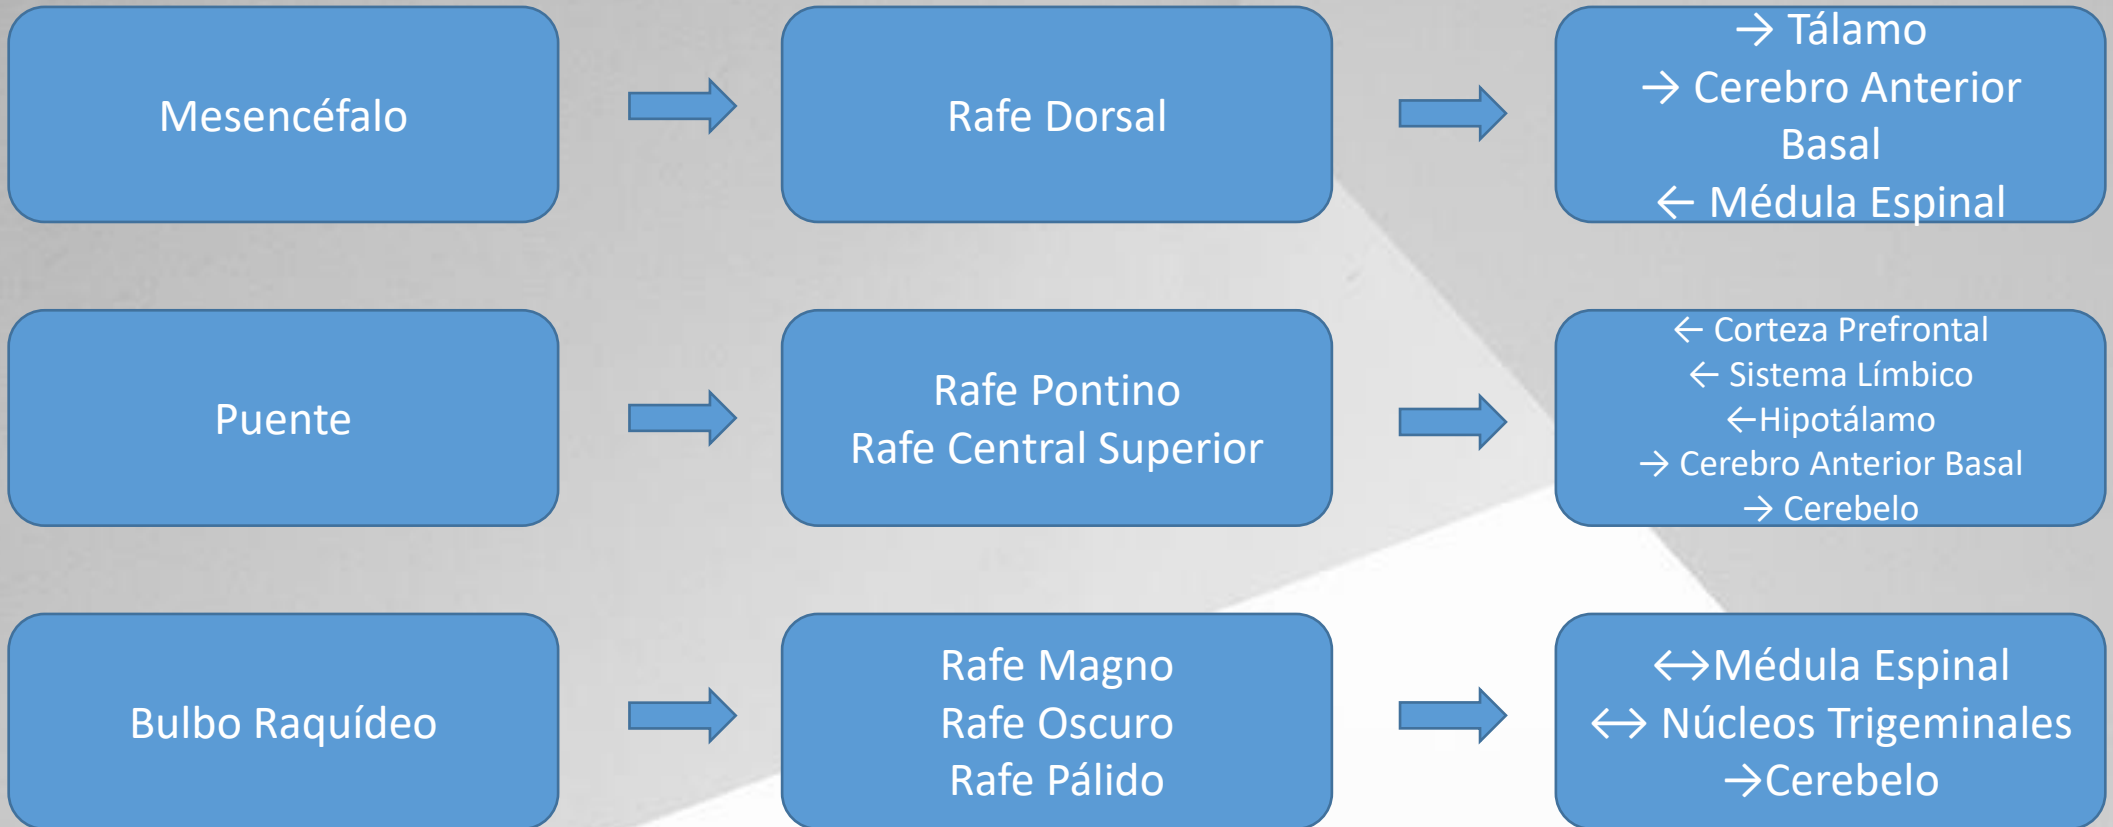 Mesencéfalo
Rafe Dorsal
→ Tálamo
→ Cerebro Anterior
Basal
← Médula Espinal
Puente
Rafe Pontino
Rafe Central Superior
← Corteza Prefrontal
← Sistema Límbico
←Hipotálamo
→ Cerebro Anterior Basal
→ Cerebelo
Bulbo Raquídeo
Rafe Magno
Rafe Oscuro
Rafe Pálido
↔Médula Espinal
↔ Núcleos Trigeminales
→Cerebelo